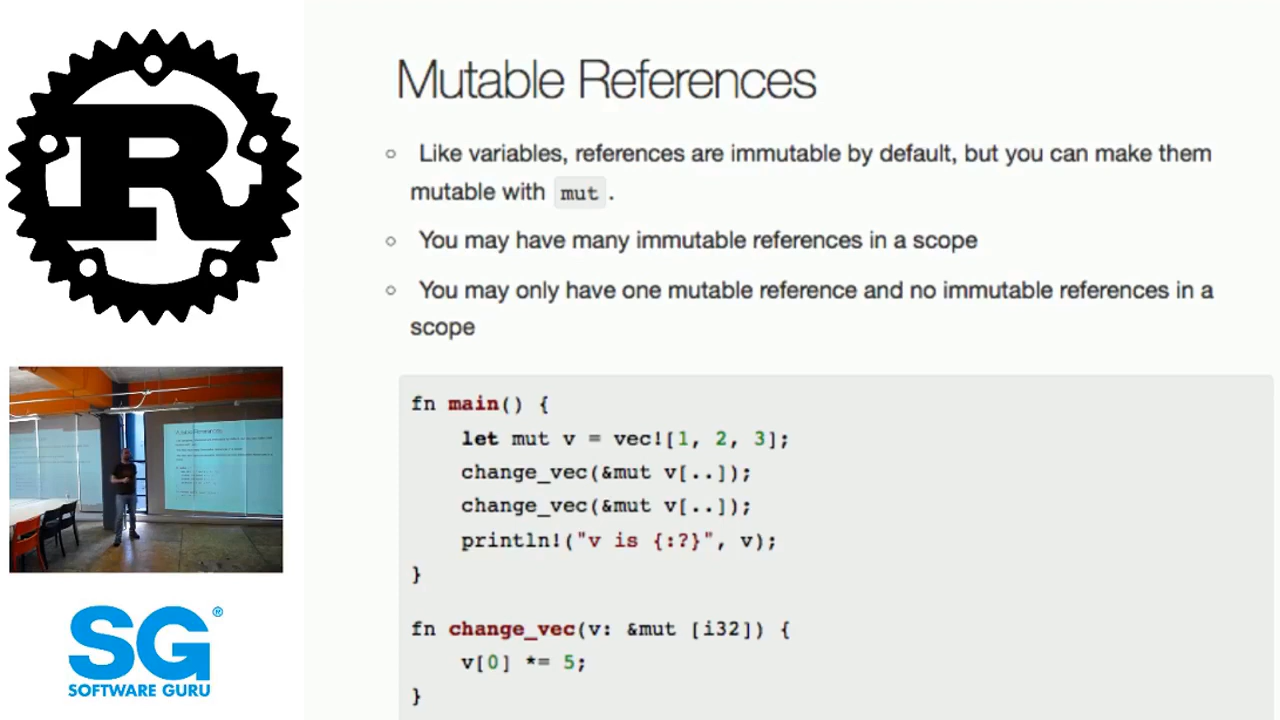 Mutable References
Like variables, references are immutable by default, but you can make them
mutable with mut .
You may have many immutable references in a scope
You may only have one mutable reference and no immutable references in a
scope
fn main() {
let mut v = vec![1, 2, 3];
change_vec(&mut v[..]);
change_vec(&mut v[..]);
println!("v is {:?}", v);
}
fn change_vec(v: &mut [i32]) {
v[0] *= 5;
}
R
Mutable References
SG®
SOFTWARE GURU